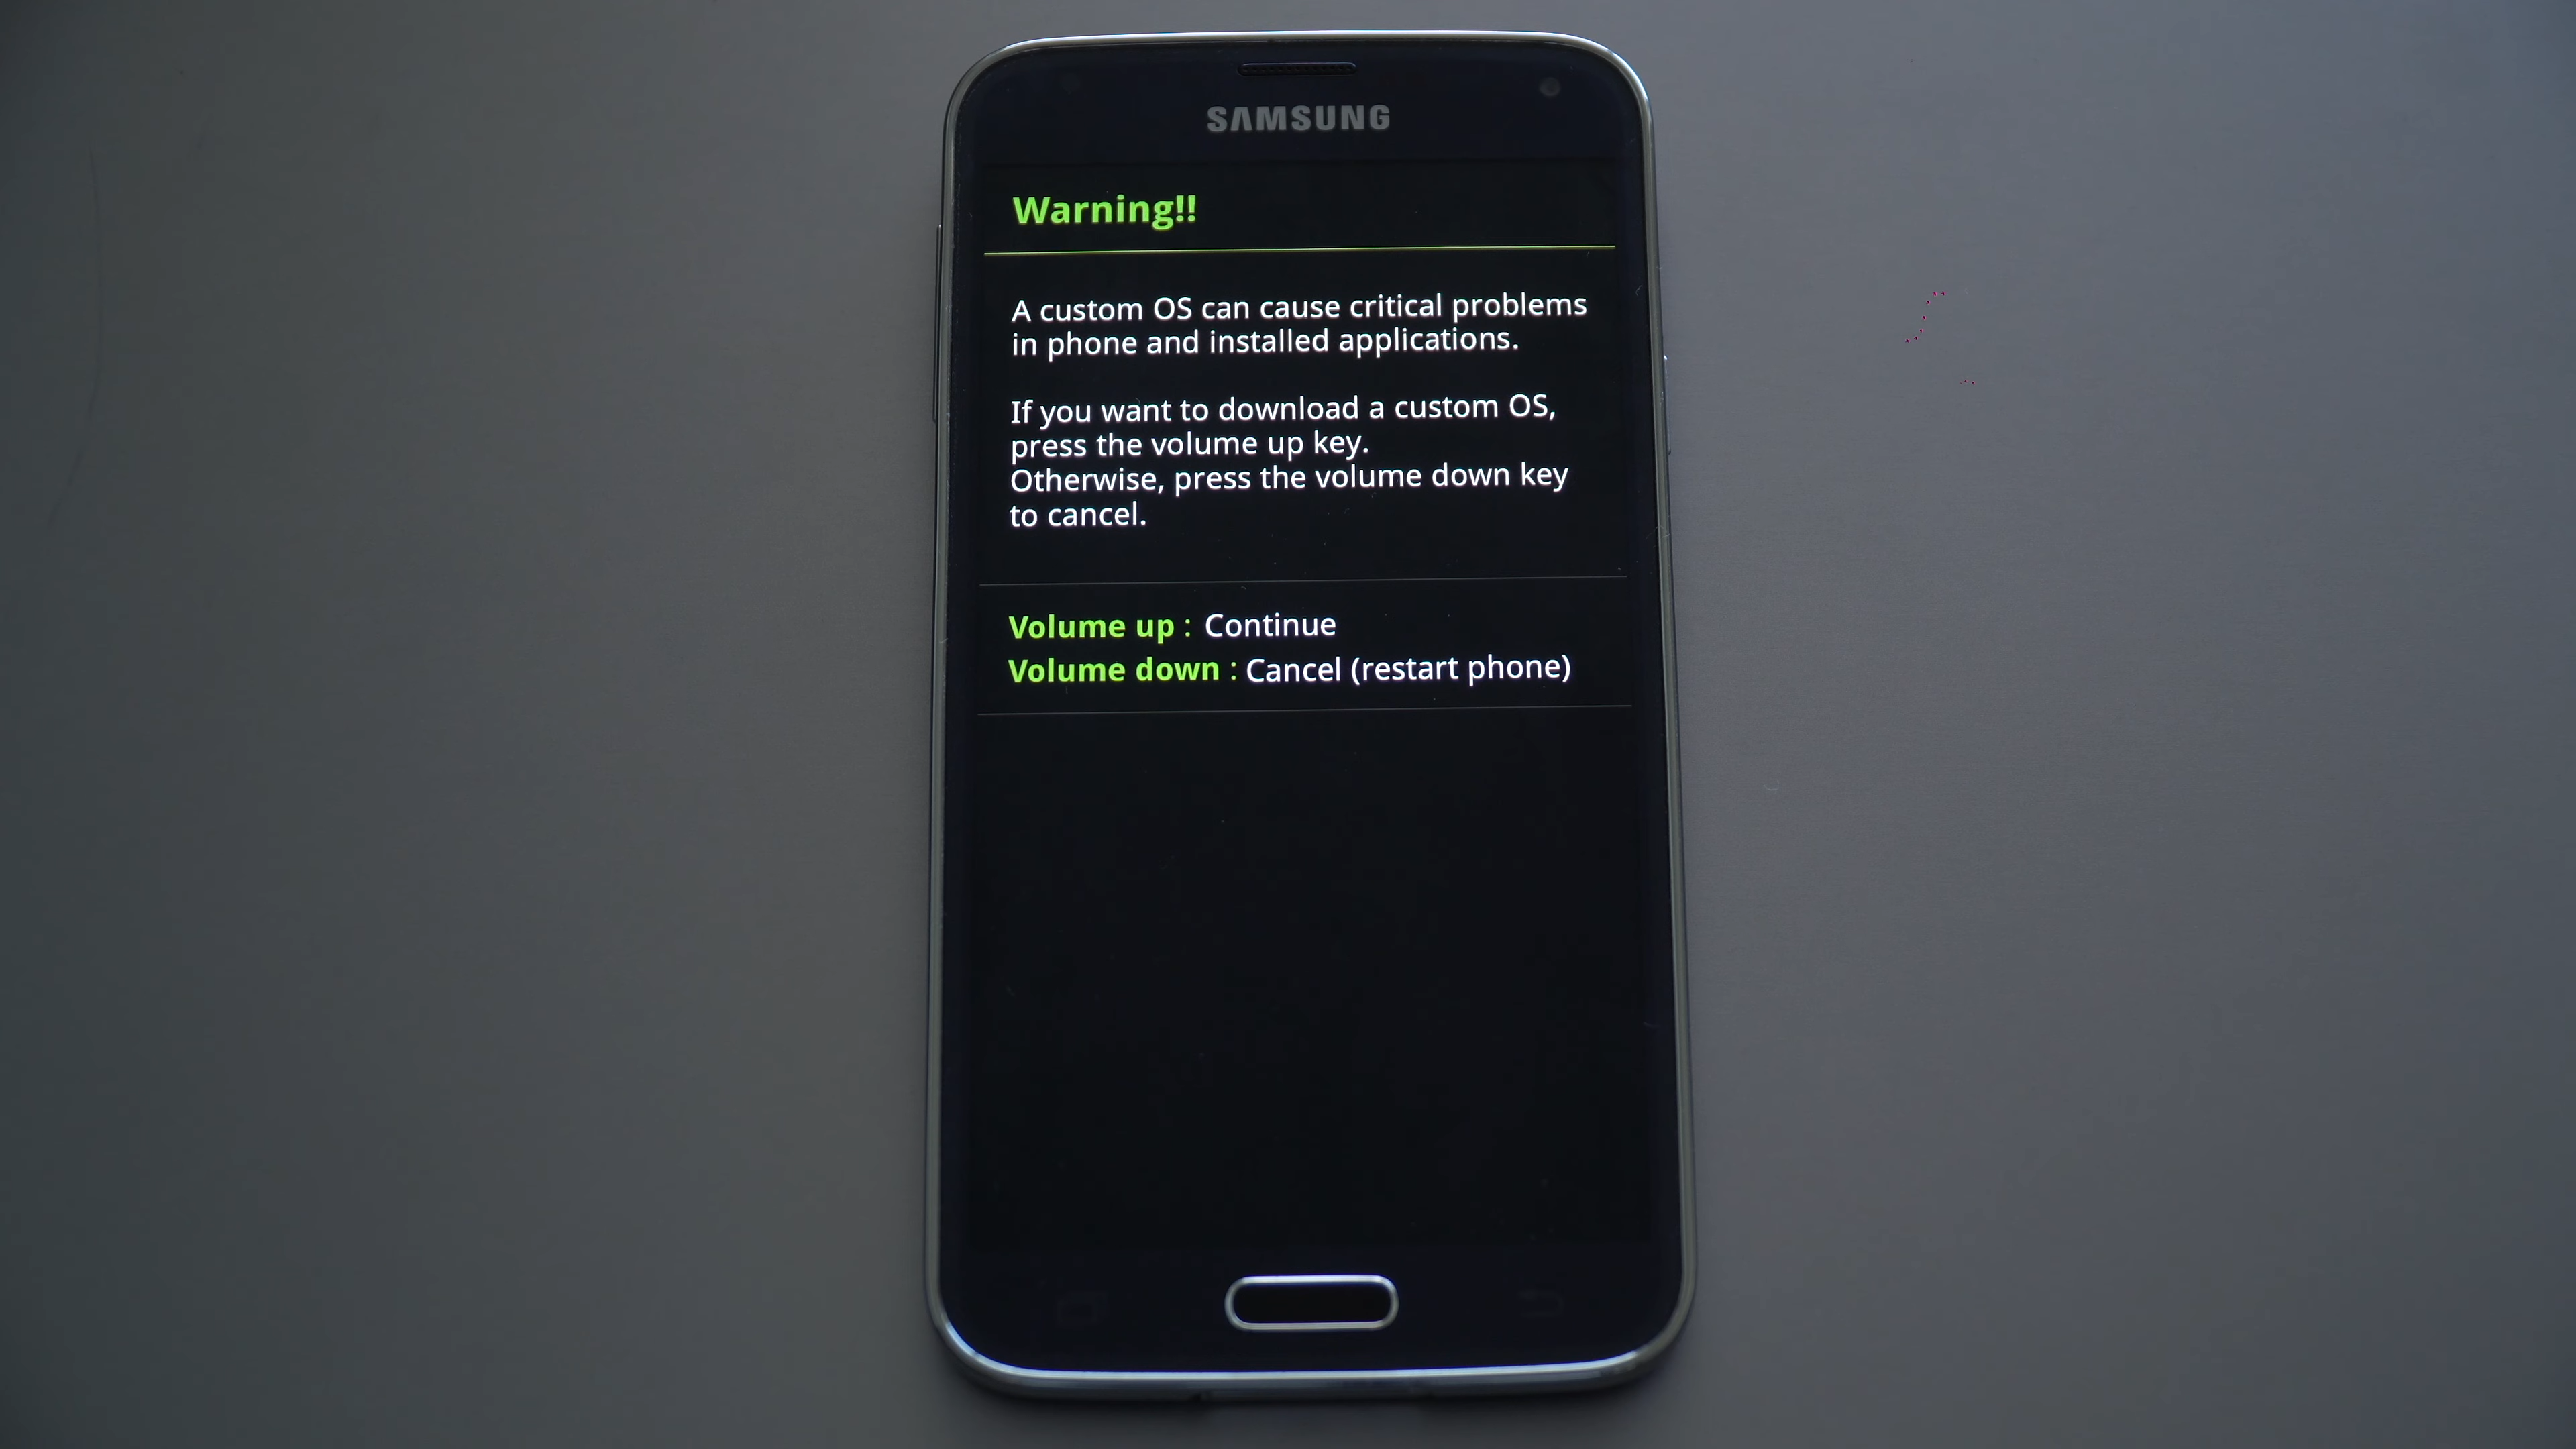 SAMSUNG
Warning!!
A custom OS can cause critical problems
in phone and installed applications.
If you want to download a custom OS,
press the volume up key.
Otherwise, press the volume down key
to cancel.
Volume up : Continue
Volume down : Cancel (restart phone)